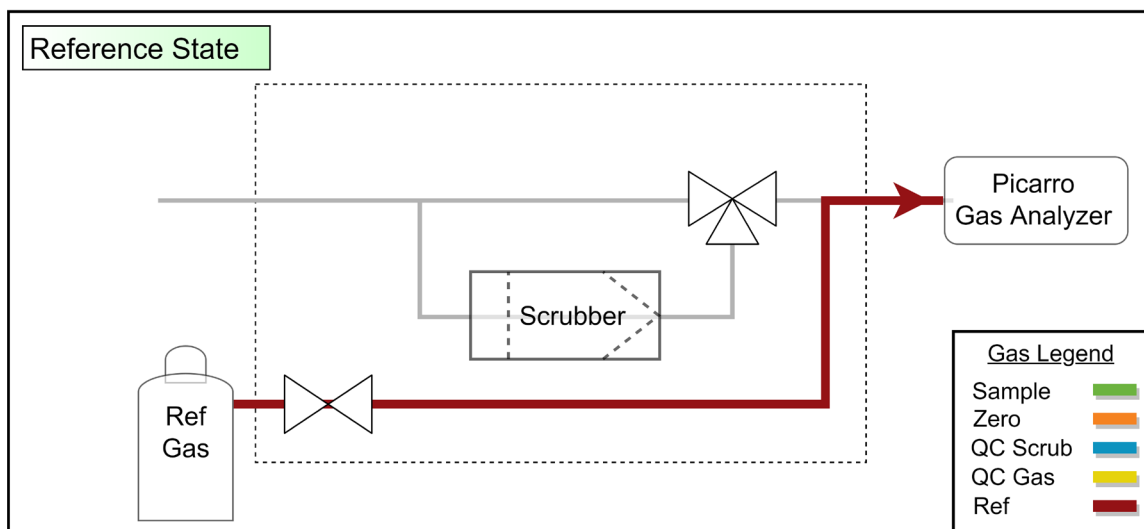 Reference State
Picarro
Gas Analyzer
Scrubber
Ref
Gas
Gas Legend
Sample
Zero
QC Scrub
QC Gas
Ref